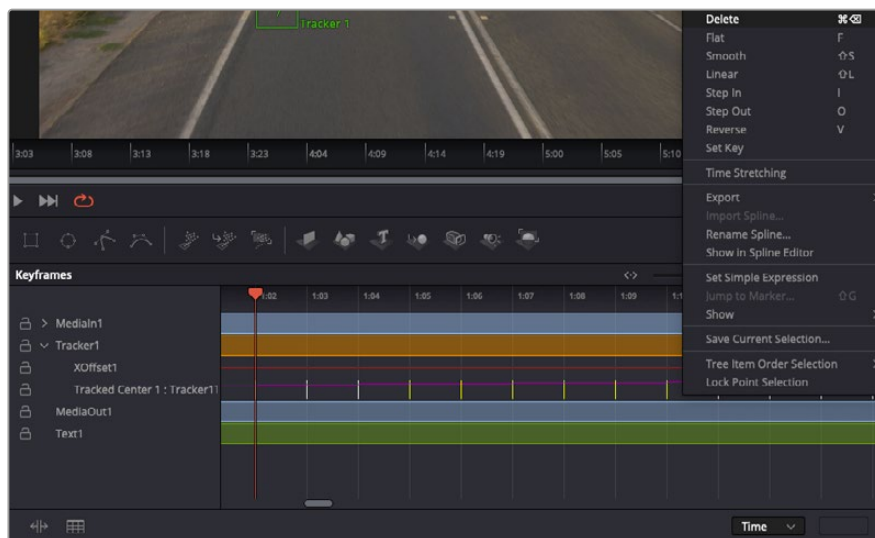 Tracker 1
Delete ⌘⌫
Flat F
Smooth ⇧S
Linear ⇧L
Step In I
Step Out O
Reverse V
Set Key
Time Stretching
Export
Import Spline...
Rename Spline...
Show in Spline Editor
Set Simple Expression
Jump to Marker... ⇧G
Show
Save Current Selection...
Tree Item Order Selection
Lock Point Selection
3:03 3:08 3:13 3:18 3:23 4:04 4:09 4:14 4:19 5:00 5:05 5:10
T
Keyframes
1:02 1:03 1:04 1:05 1:06 1:07 1:08 1:09
MediaIn1
Tracker1
XOffset1
Tracked Center 1 : Tracker11
MediaOut1
Text1
Time